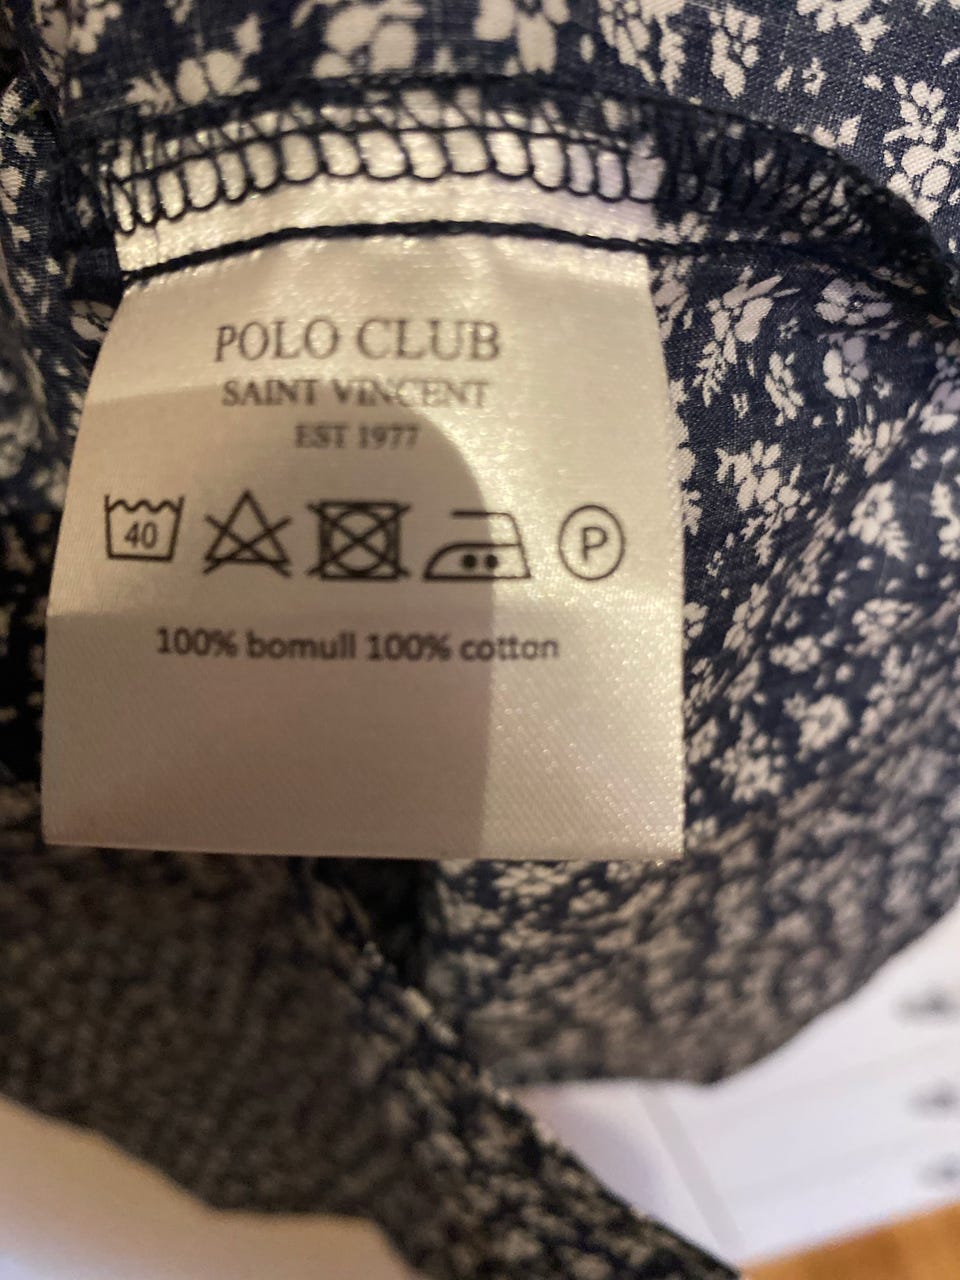 POLO CLUB
SAINT VINCENT
EST 1977
40 P
100% bomull 100% cotton